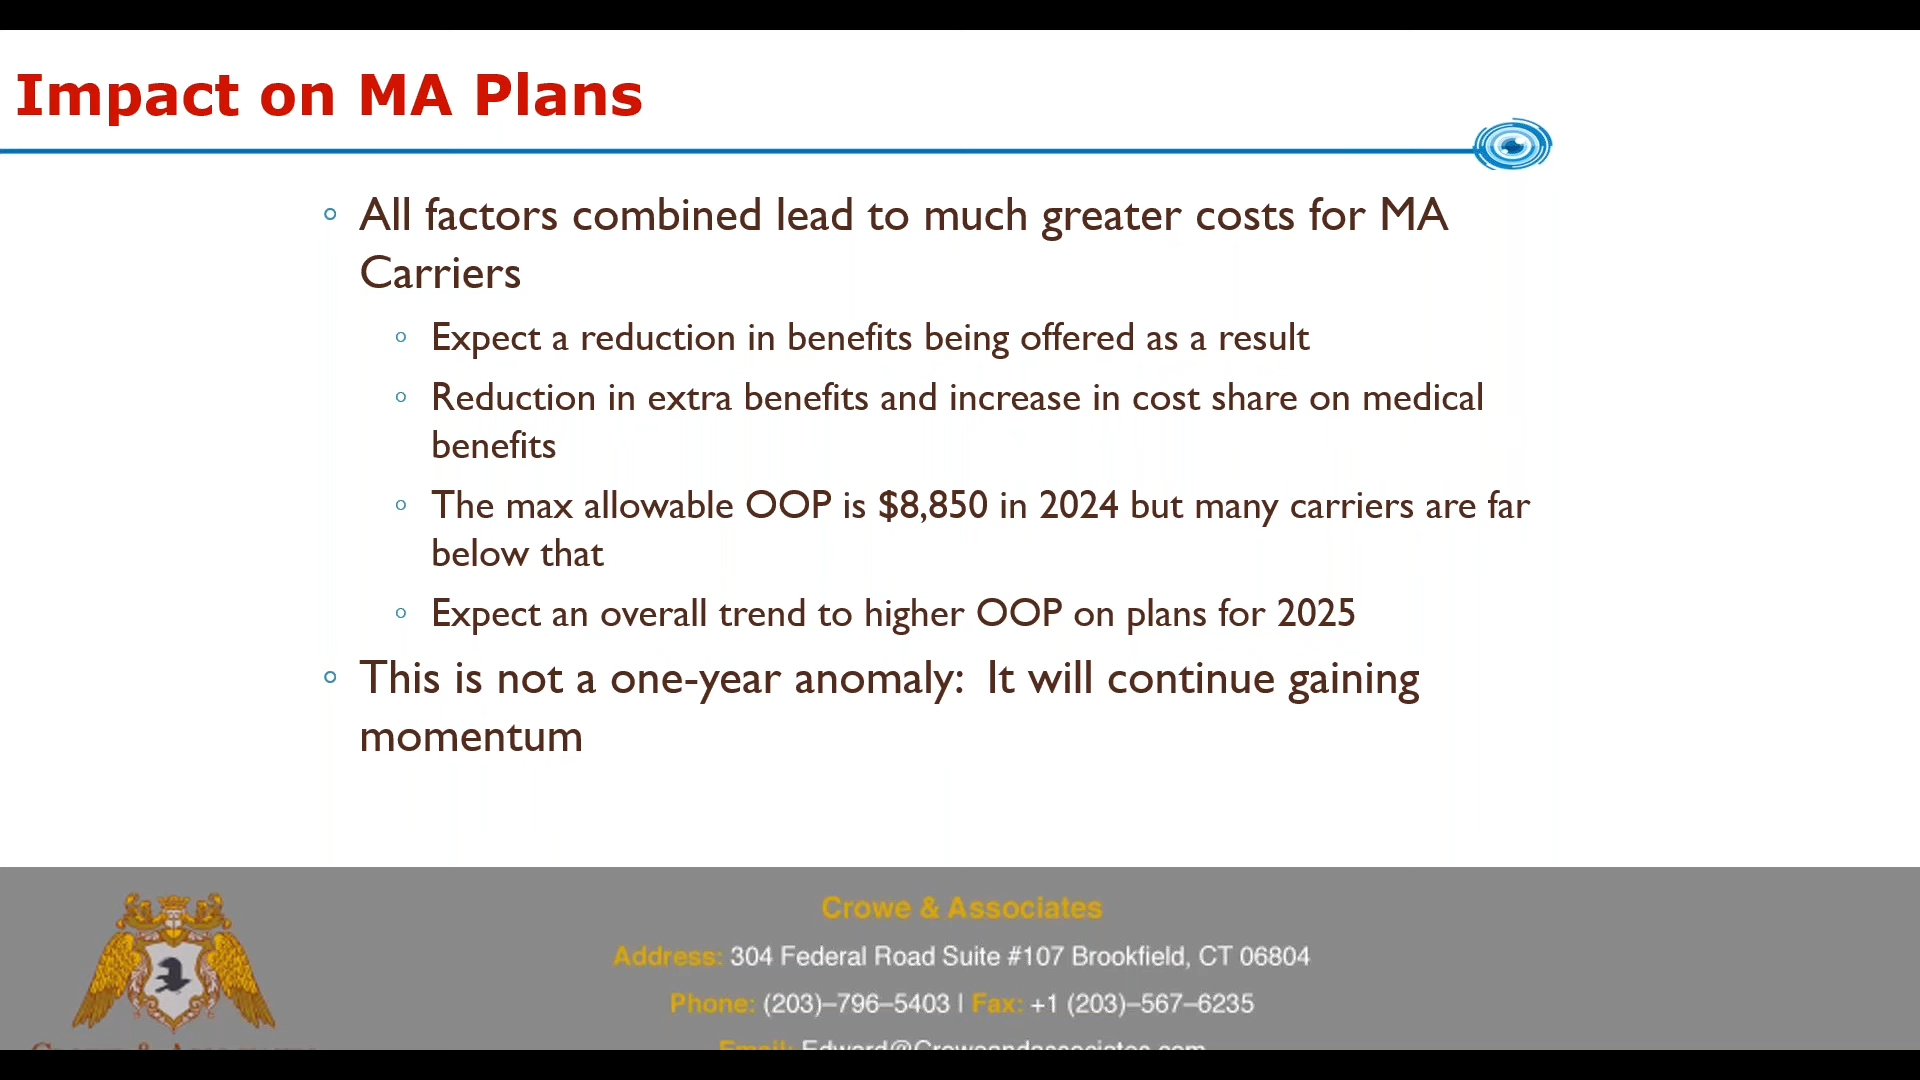 Impact on MA Plans
All factors combined lead to much greater costs for MA
Carriers
Expect a reduction in benefits being offered as a result
Reduction in extra benefits and increase in cost share on medical
benefits
The max allowable OOP is $8,850 in 2024 but many carriers are far
below that
Expect an overall trend to higher OOP on plans for 2025
This is not a one-year anomaly:  It will continue gaining
momentum
Crowe & Associates
Address: 304 Federal Road Suite #107 Brookfield, CT 06804
Phone: (203)–796–5403 | Fax: +1 (203)–567–6235
Email: Edward@Croweandassociates.com